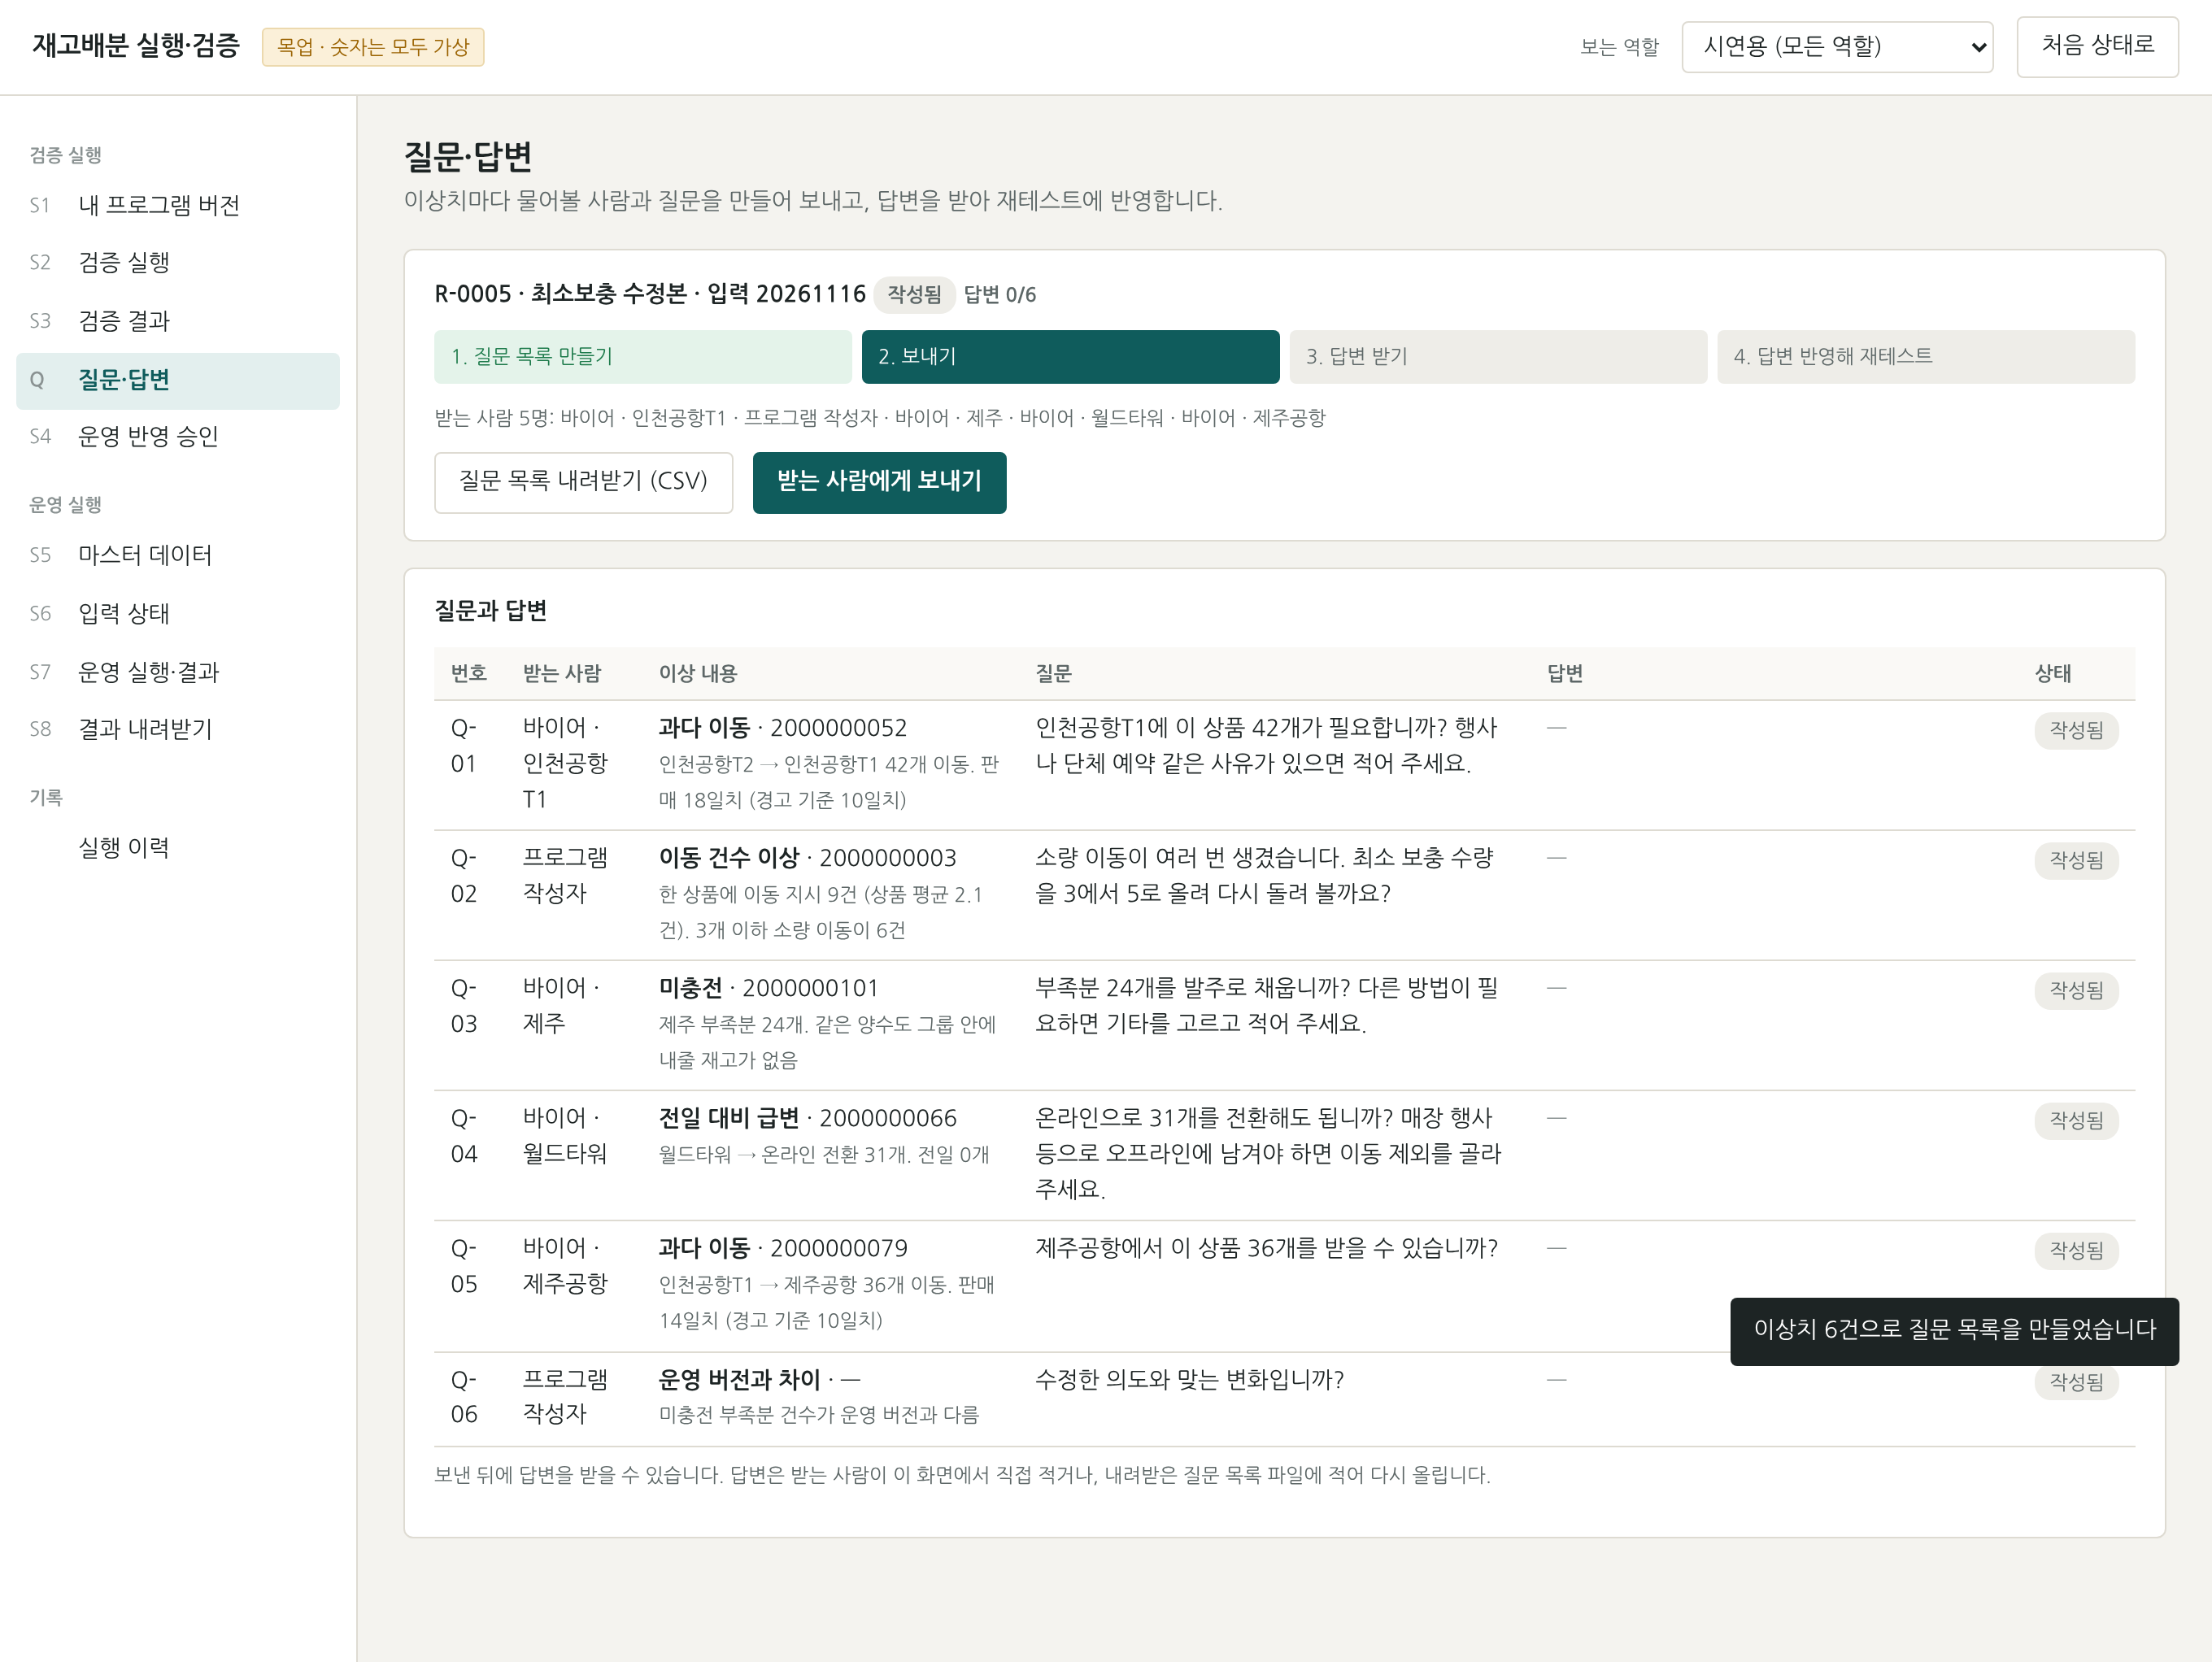 재고배분 실행·검증
목업 · 숫자는 모두 가상
보는 역할
시연용 (모든 역할)
처음 상태로
검증 실행
S1 내 프로그램 버전
S2 검증 실행
S3 검증 결과
Q 질문·답변
S4 운영 반영 승인
운영 실행
S5 마스터 데이터
S6 입력 상태
S7 운영 실행·결과
S8 결과 내려받기
기록
실행 이력
질문·답변
이상치마다 물어볼 사람과 질문을 만들어 보내고, 답변을 받아 재테스트에 반영합니다.
R-0005 · 최소보충 수정본 · 입력 20261116 작성됨 답변 0/6
1. 질문 목록 만들기
2. 보내기
3. 답변 받기
4. 답변 반영해 재테스트
받는 사람 5명: 바이어 · 인천공항T1 · 프로그램 작성자 · 바이어 · 제주 · 바이어 · 월드타워 · 바이어 · 제주공항
질문 목록 내려받기 (CSV)
받는 사람에게 보내기
질문과 답변
번호 받는 사람 이상 내용 질문 답변 상태
Q-
01
바이어 ·
인천공항
T1
과다 이동 · 2000000052
인천공항T2 → 인천공항T1 42개 이동. 판
매 18일치 (경고 기준 10일치)
인천공항T1에 이 상품 42개가 필요합니까? 행사
나 단체 예약 같은 사유가 있으면 적어 주세요.
—
작성됨
Q-
02
프로그램
작성자
이동 건수 이상 · 2000000003
한 상품에 이동 지시 9건 (상품 평균 2.1
건). 3개 이하 소량 이동이 6건
소량 이동이 여러 번 생겼습니다. 최소 보충 수량
을 3에서 5로 올려 다시 돌려 볼까요?
—
작성됨
Q-
03
바이어 ·
제주
미충전 · 2000000101
제주 부족분 24개. 같은 양수도 그룹 안에
내줄 재고가 없음
부족분 24개를 발주로 채웁니까? 다른 방법이 필
요하면 기타를 고르고 적어 주세요.
—
작성됨
Q-
04
바이어 ·
월드타워
전일 대비 급변 · 2000000066
월드타워 → 온라인 전환 31개. 전일 0개
온라인으로 31개를 전환해도 됩니까? 매장 행사
등으로 오프라인에 남겨야 하면 이동 제외를 골라
주세요.
—
작성됨
Q-
05
바이어 ·
제주공항
과다 이동 · 2000000079
인천공항T1 → 제주공항 36개 이동. 판매
14일치 (경고 기준 10일치)
제주공항에서 이 상품 36개를 받을 수 있습니까?
—
작성됨
이상치 6건으로 질문 목록을 만들었습니다
Q-
06
프로그램
작성자
운영 버전과 차이 · —
미충전 부족분 건수가 운영 버전과 다름
수정한 의도와 맞는 변화입니까?
—
작성됨
보낸 뒤에 답변을 받을 수 있습니다. 답변은 받는 사람이 이 화면에서 직접 적거나, 내려받은 질문 목록 파일에 적어 다시 올립니다.